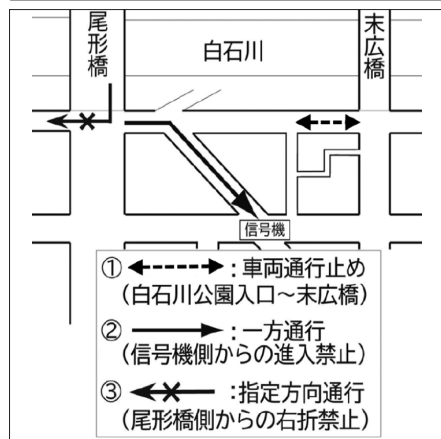 尾形橋
白石川
末広橋
信号機
① :車両通行止め
(白石川公園入口～末広橋)
② :一方通行
(信号機側からの進入禁止)
③ :指定方向通行
(尾形橋側からの右折禁止)